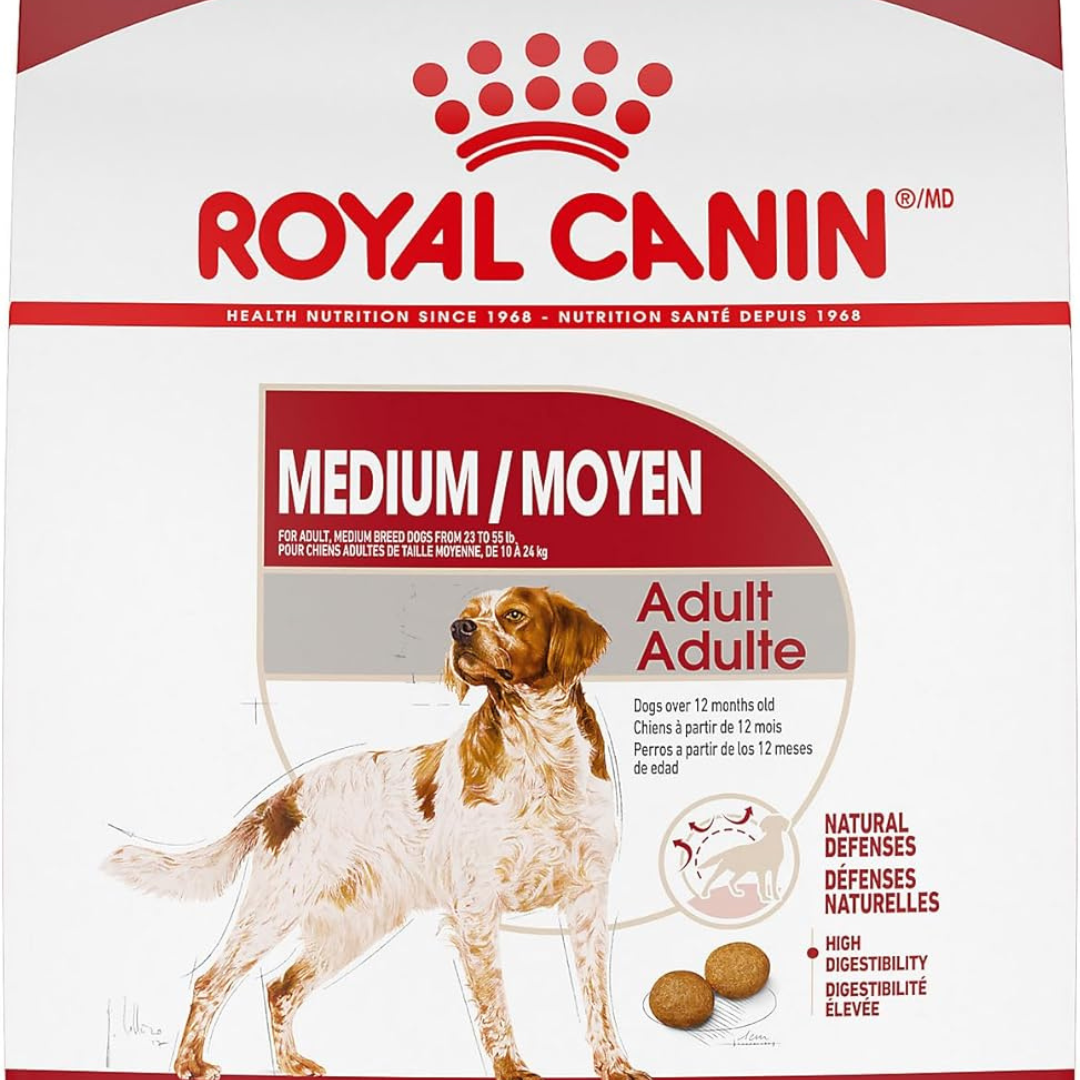 ROYAL CANIN ®/MD
HEALTH NUTRITION SINCE 1968 - NUTRITION SANTÉ DEPUIS 1968
MEDIUM / MOYEN
FOR ADULT, MEDIUM BREED DOGS FROM 23 TO 55 lb.
POUR CHIENS ADULTES DE TAILLE MOYENNE, DE 10 À 24 kg
Adult
Adulte
Dogs over 12 months old
Chiens à partir de 12 mois
Perros a partir de los 12 meses
de edad
NATURAL
DEFENSES
DÉFENSES
NATURELLES
HIGH
DIGESTIBILITY
DIGESTIBILITÉ
ÉLEVÉE
1cm